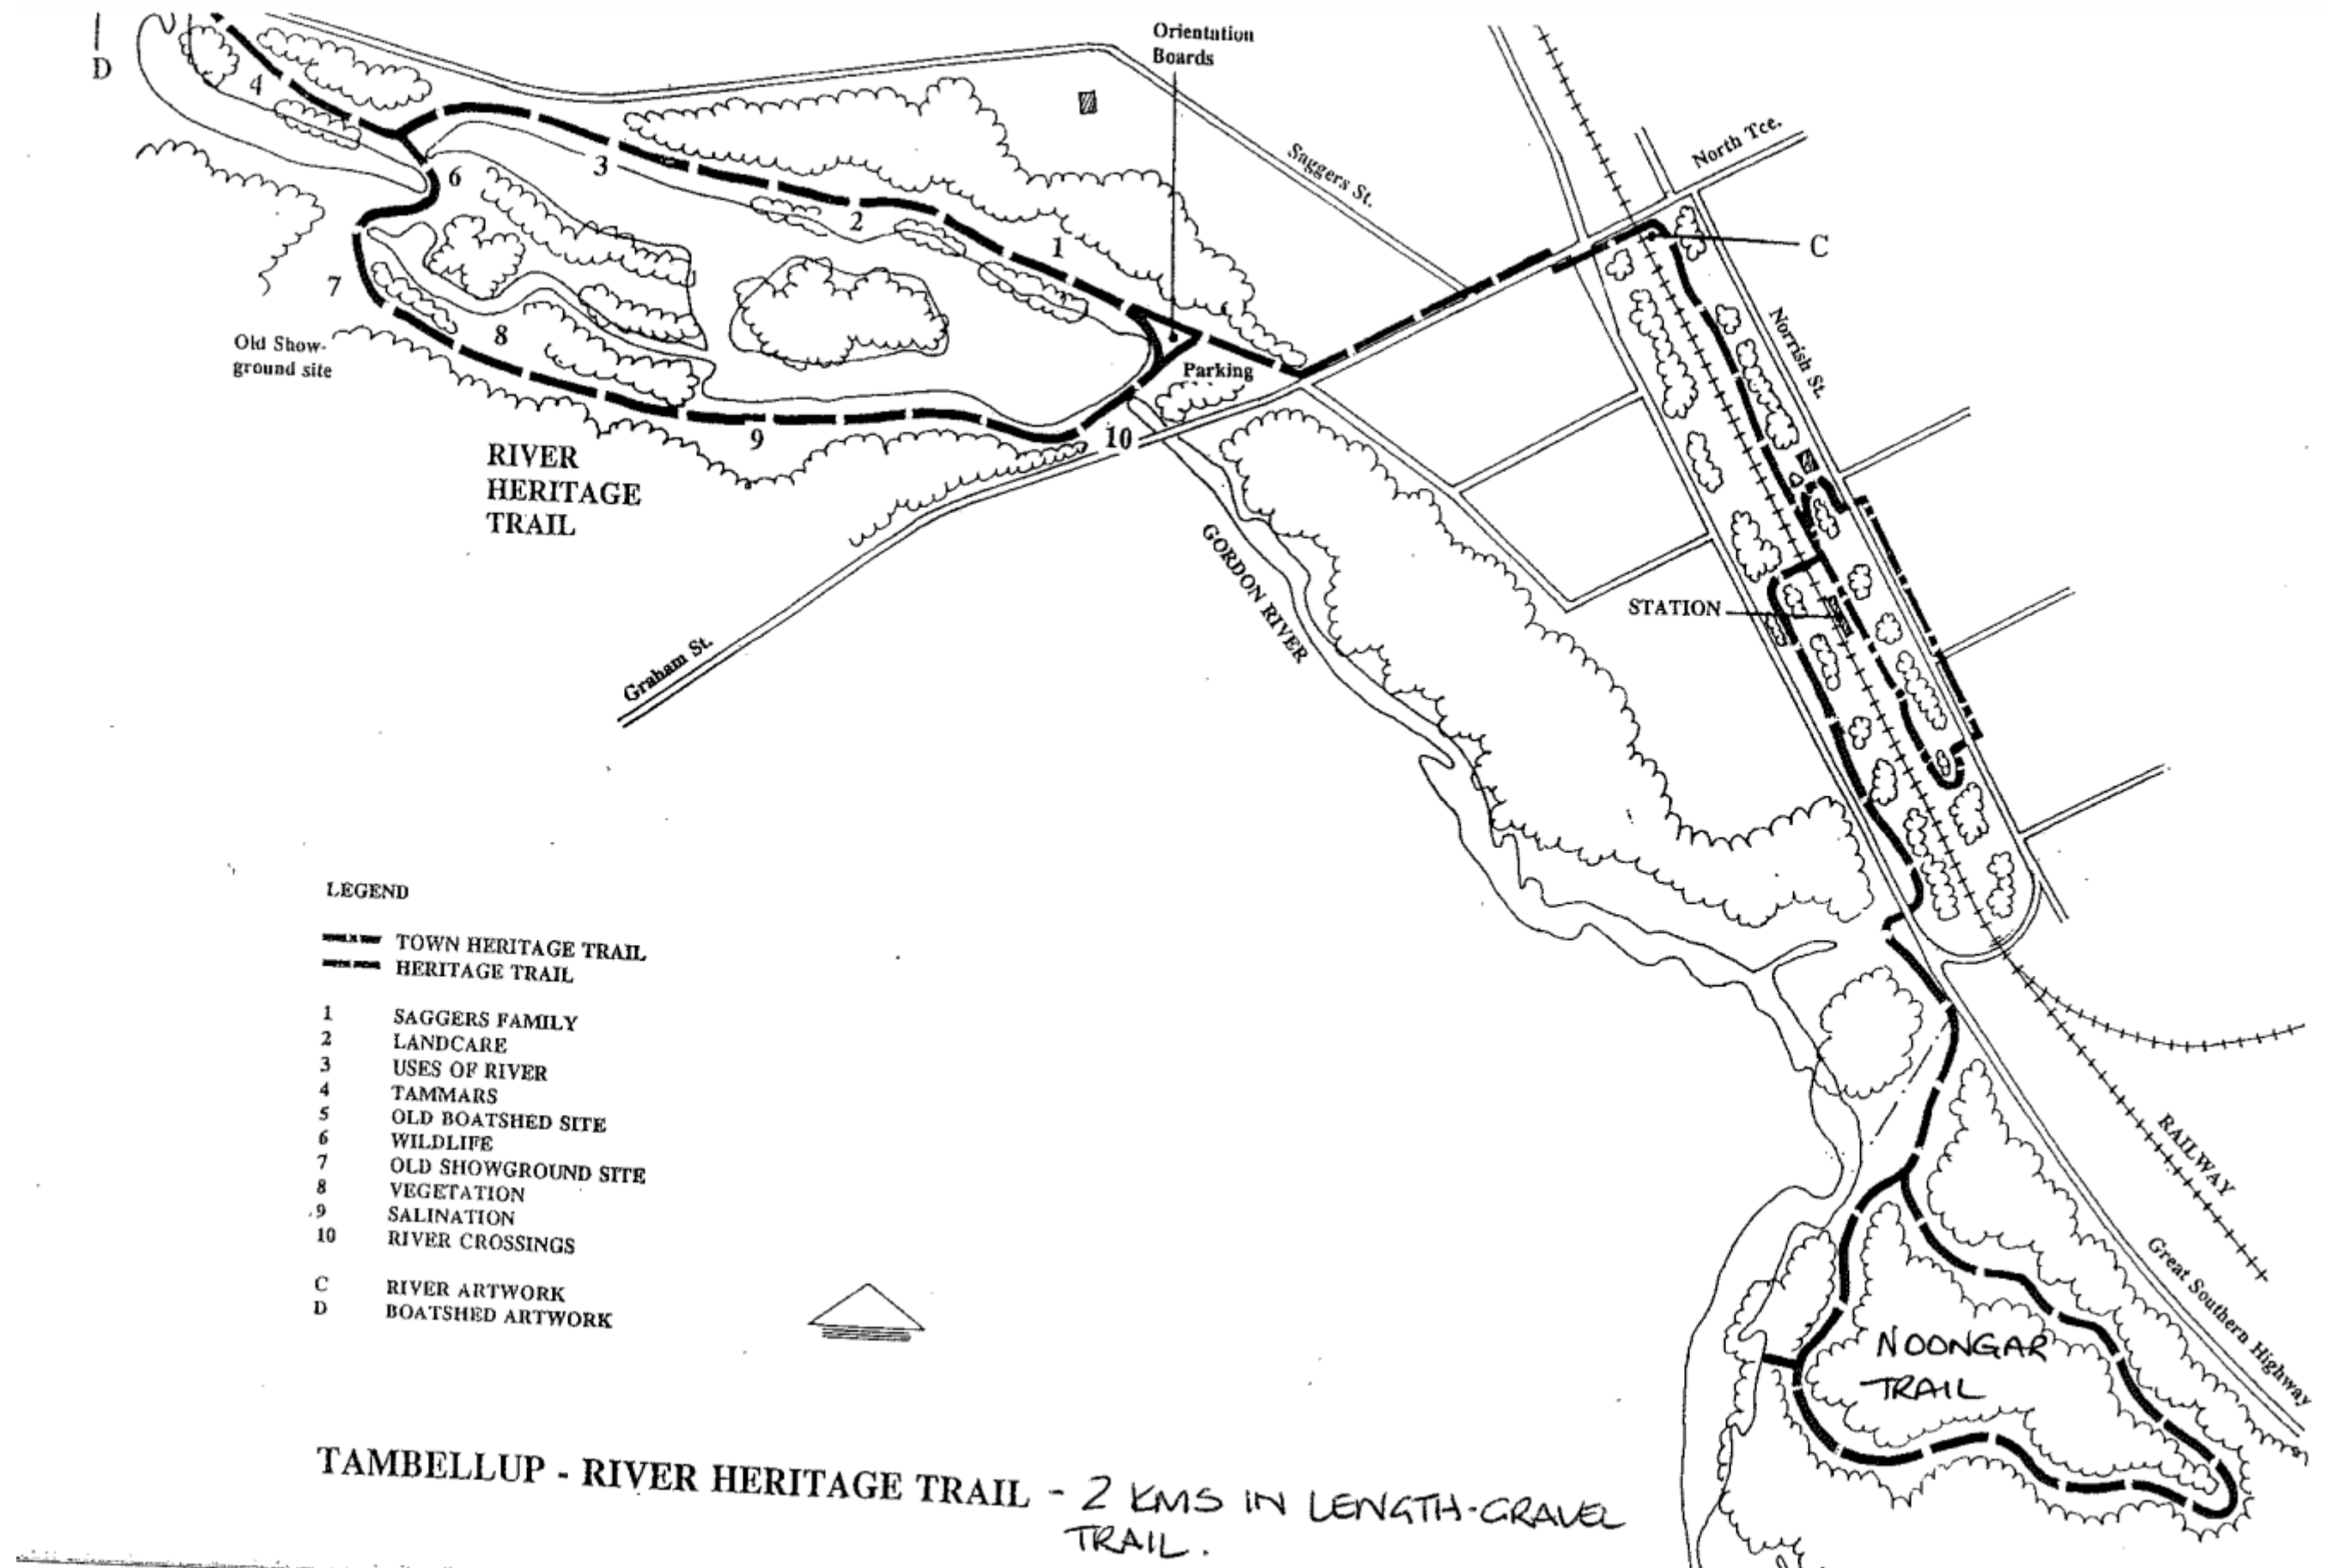 D
4
3
6
2
1
7
8
9
10
Orientation
Boards
Saggers St.
North Tce.
C
Norrish St.
Parking
Old Show-
ground site
RIVER
HERITAGE
TRAIL
Graham St.
GORDON RIVER
STATION
RAILWAY
Great Southern Highway
NOONGAR
TRAIL
LEGEND
TOWN HERITAGE TRAIL
HERITAGE TRAIL
1 SAGGERS FAMILY
2 LANDCARE
3 USES OF RIVER
4 TAMMARS
5 OLD BOATSHED SITE
6 WILDLIFE
7 OLD SHOWGROUND SITE
8 VEGETATION
9 SALINATION
10 RIVER CROSSINGS
C RIVER ARTWORK
D BOATSHED ARTWORK
TAMBELLUP - RIVER HERITAGE TRAIL - 2 KMS IN LENGTH-GRAVEL
TRAIL.